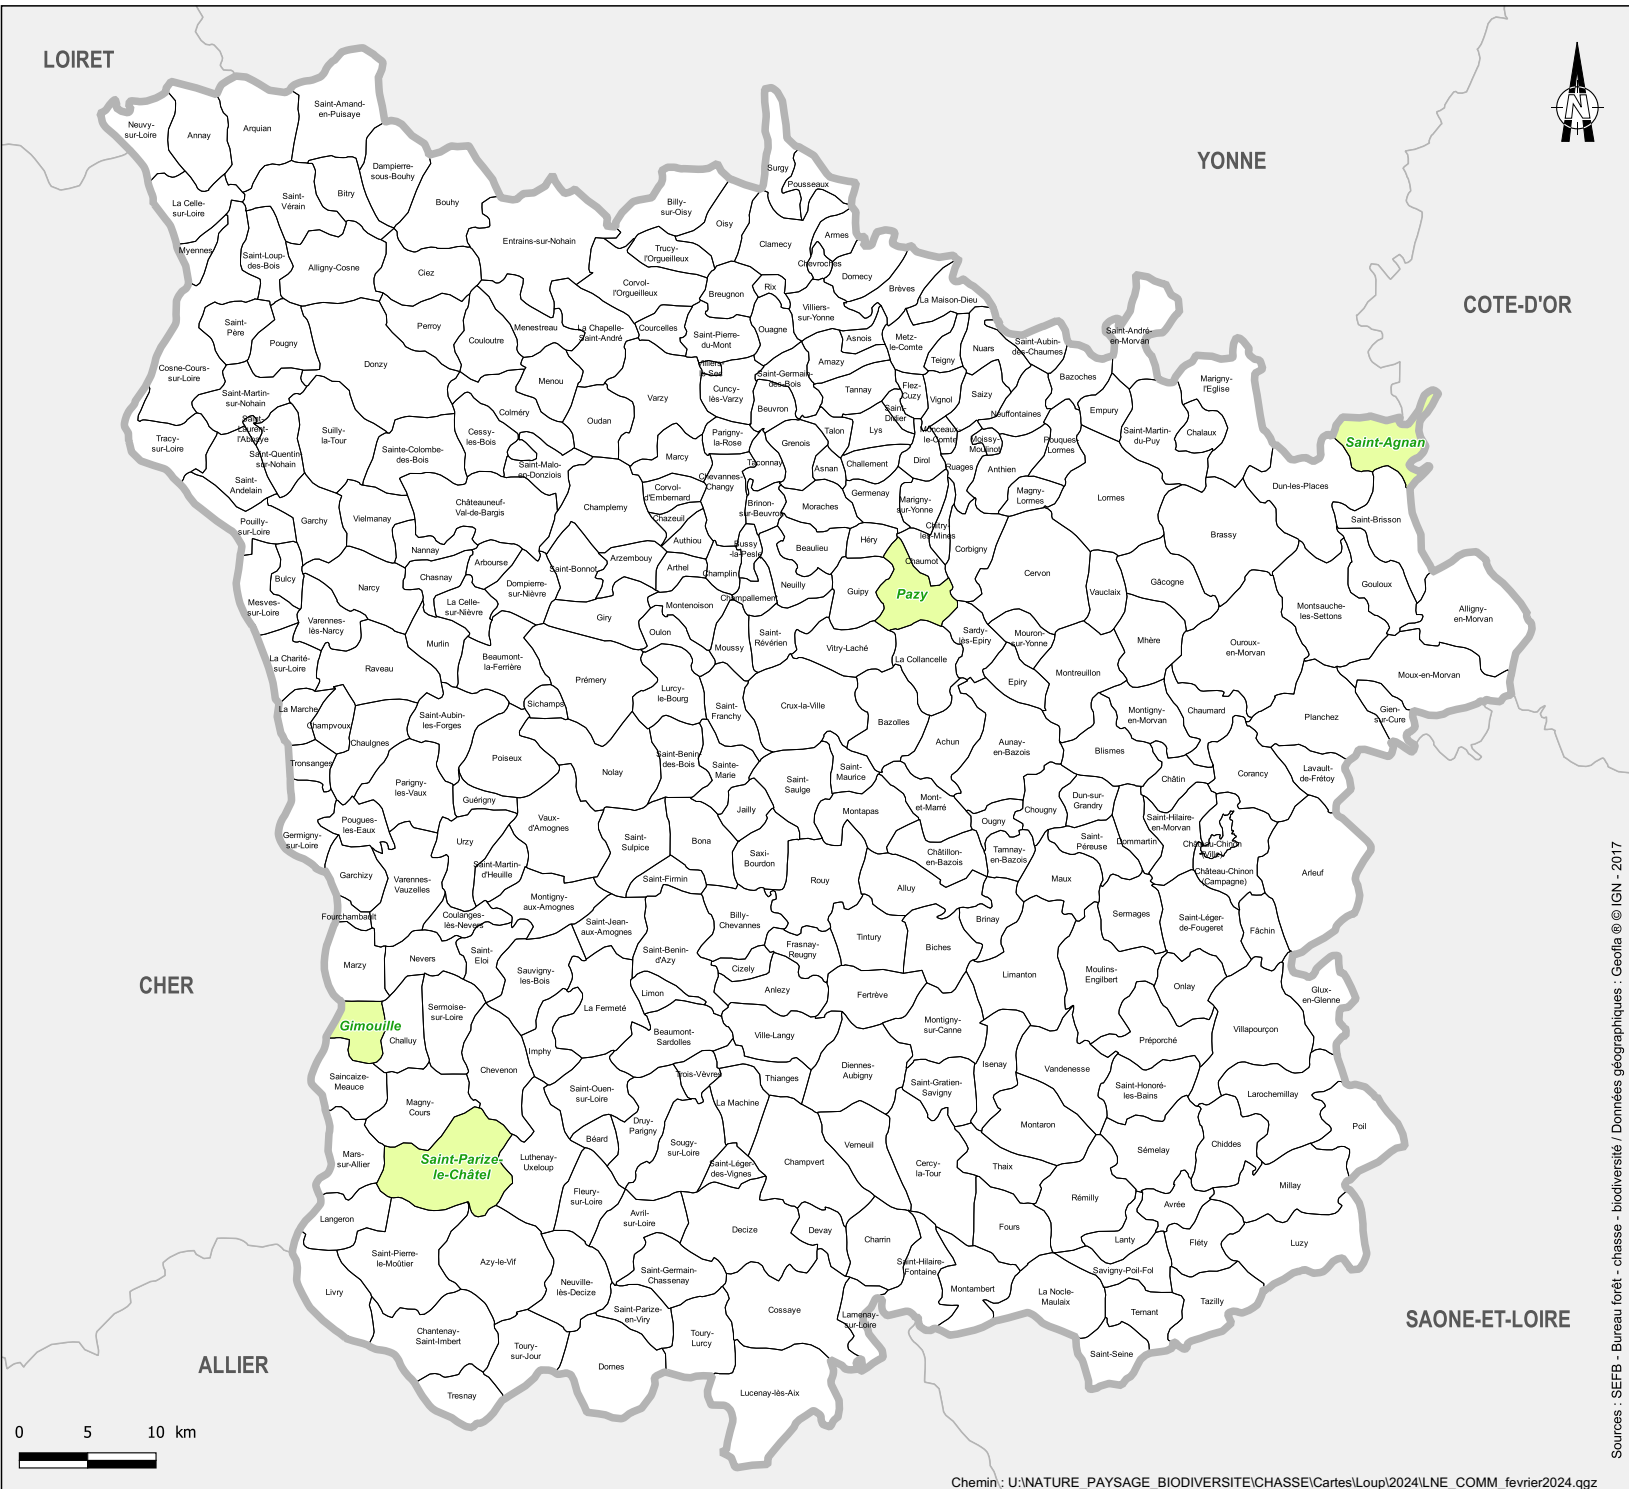 LOIRET
YONNE
COTE-D'OR
CHER
ALLIER
SAONE-ET-LOIRE
N
Neuvy-
sur-Loire
Annay
Arquian
Saint-Amand-
en-Puisaye
Dampierre-
sous-Bouhy
Bouhy
La Celle-
sur-Loire
Saint-
Vérain
Bitry
Myennes
Saint-Loup-
des-Bois
Alligny-Cosne
Ciez
Entrains-sur-Nohain
Billy-
sur-Oisy
Oisy
Surgy
Pousseaux
Clamecy
Armes
Trucy-
l'Orgueilleux
Chevroches
Dornecy
Brèves
La Maison-Dieu
Corvol-
l'Orgueilleux
Breugnon
Rix
Villiers-
sur-Yonne
Saint-
Père
Pougny
Perroy
Couloutre
Menestreau
La Chapelle-
Saint-André
Courcelles
Saint-Pierre-
du-Mont
Ouagne
Asnois
Metz-
le-Comte
Teigny
Nuars
Saint-Aubin-
des-Chaumes
Saint-André-
en-Morvan
Cosne-Cours-
sur-Loire
Donzy
Menou
Varzy
Villiers-
le-Sec
Cuncy-
lès-Varzy
Saint-Germain-
des-Bois
Amazy
Tannay
Flez-
Cuzy
Vignol
Saizy
Bazoches
Marigny-
l'Eglise
Saint-Martin-
sur-Nohain
Saint-
Laurent-
l'Abbaye
Suilly-
la-Tour
Colméry
Cessy-
les-Bois
Oudan
Beuvron
Saint-
Didier
Neuffontaines
Empury
Saint-Martin-
du-Puy
Chalaux
Tracy-
sur-Loire
Saint-Quentin-
sur-Nohain
Sainte-Colombe-
des-Bois
Saint-Malo-
en-Donziois
Marcy
Parigny-
la-Rose
Grenois
Talon
Lys
Monceaux-
le-Comte
Moissy-
Moulinot
Pouques-
Lormes
Saint-Agnan
Saint-
Andelain
Taconnay
Asnan
Challement
Dirol
Ruages
Anthien
Corvol-
d'Embernard
Chevannes-
Changy
Pouilly-
sur-Loire
Garchy
Vielmanay
Châteauneuf-
Val-de-Bargis
Champlemy
Chazeuil
Brinon-
sur-Beuvron
Moraches
Germenay
Marigny-
sur-Yonne
Magny-
Lormes
Lormes
Dun-les-Places
Saint-Brisson
Nannay
Authiou
Bussy
-la-Pesle
Beaulieu
Héry
Chitry-
les-Mines
Corbigny
Brassy
Bulcy
Narcy
Chasnay
Arbourse
Dompierre-
sur-Nièvre
Saint-Bonnot
Arzembouy
Arthel
Champlin
Neuilly
Chaumot
Pazy
Guipy
Cervon
Vauclaix
Gâcogne
Gouloux
Mesves-
sur-Loire
Varennes-
lès-Narcy
La Celle-
sur-Nièvre
Giry
Montenoison
Champallement
Montsauche-
les-Settons
Alligny-
en-Morvan
Murlin
Oulon
Moussy
Saint-
Révérien
Vitry-Laché
La Collancelle
Sardy-
lès-Epiry
Mouron-
sur-Yonne
Mhère
Ouroux-
en-Morvan
La Charité-
sur-Loire
Raveau
Beaumont-
la-Ferrière
Prémery
Lurcy-
le-Bourg
Epiry
Montreuillon
Moux-en-Morvan
La Marche
Champvoux
Saint-Aubin-
les-Forges
Sichamps
Saint-
Franchy
Crux-la-Ville
Bazolles
Montigny-
en-Morvan
Chaumard
Planchez
Gien-
sur-Cure
Chaulgnes
Poiseux
Nolay
Saint-Benin-
des-Bois
Sainte-
Marie
Achun
Aunay-
en-Bazois
Blismes
Tronsanges
Parigny-
les-Vaux
Guérigny
Saint-
Saulge
Saint-
Maurice
Châtin
Corancy
Lavault-
de-Frétoy
Germigny-
sur-Loire
Pougues-
les-Eaux
Urzy
Vaux-
d'Amognes
Saint-
Sulpice
Bona
Jailly
Montapas
Mont-
et-Marré
Ougny
Chougny
Dun-sur-
Grandry
Saint-Hilaire-
en-Morvan
Saint-
Péreuse
Dommartin
Château-Chinon
(Ville)
Château-Chinon
(Campagne)
Arleuf
Garchizy
Varennes-
Vauzelles
Saint-Martin-
d'Heuille
Saxi-
Bourdon
Châtillon-
en-Bazois
Tamnay-
en-Bazois
Saint-Firmin
Rouy
Alluy
Maux
Montigny-
aux-Amognes
Fourchambault
Coulanges-
lès-Nevers
Saint-Jean-
aux-Amognes
Billy-
Chevannes
Brinay
Sermages
Saint-Léger-
de-Fougeret
Fâchin
Marzy
Nevers
Saint-
Eloi
Sauvigny-
les-Bois
Saint-Benin-
d'Azy
Cizely
Frasnay-
Reugny
Tintury
Biches
Limanton
Moulins-
Engilbert
Onlay
Glux-
en-Glenne
Limon
Anlezy
Fertrève
Gimouille
Challuy
Sermoise-
sur-Loire
La Fermeté
Beaumont-
Sardolles
Ville-Langy
Montigny-
sur-Canne
Villapourçon
Préporché
Imphy
Saincaize-
Meauce
Chevenon
Trois-Vèvres
Thianges
Diennes-
Aubigny
Isenay
Vandenesse
Saint-Honoré-
les-Bains
Larochemillay
Magny-
Cours
Saint-Ouen-
sur-Loire
La Machine
Saint-Gratien-
Savigny
Druy-
Parigny
Béard
Sougy-
sur-Loire
Verneuil
Montaron
Poil
Mars-
sur-Allier
Saint-Parize-
le-Châtel
Luthenay-
Uxeloup
Saint-Léger-
des-Vignes
Champvert
Cercy-
la-Tour
Thaix
Sémelay
Chiddes
Fleury-
sur-Loire
Rémilly
Avrée
Millay
Langeron
Avril-
sur-Loire
Decize
Devay
Charrin
Fours
Lanty
Fléty
Luzy
Saint-Pierre-
le-Moûtier
Azy-le-Vif
Neuville-
lès-Decize
Saint-Germain-
Chassenay
Saint-Hilaire-
Fontaine
Montambert
Savigny-Poil-Fol
La Nocle-
Maulaix
Livry
Saint-Parize-
en-Viry
Cossaye
Lamenay-
sur-Loire
Ternant
Tazilly
Chantenay-
Saint-Imbert
Toury-
sur-Jour
Toury-
Lurcy
Dornes
Saint-Seine
Tresnay
Lucenay-lès-Aix
0 5 10 km
Chemin : U:\NATURE_PAYSAGE_BIODIVERSITE\CHASSE\Cartes\Loup\2024\LNE_COMM_fevrier2024.qgz
Sources : SEFB - Bureau forêt - chasse - biodiversité / Données géographiques : Geofla ® © IGN - 2017